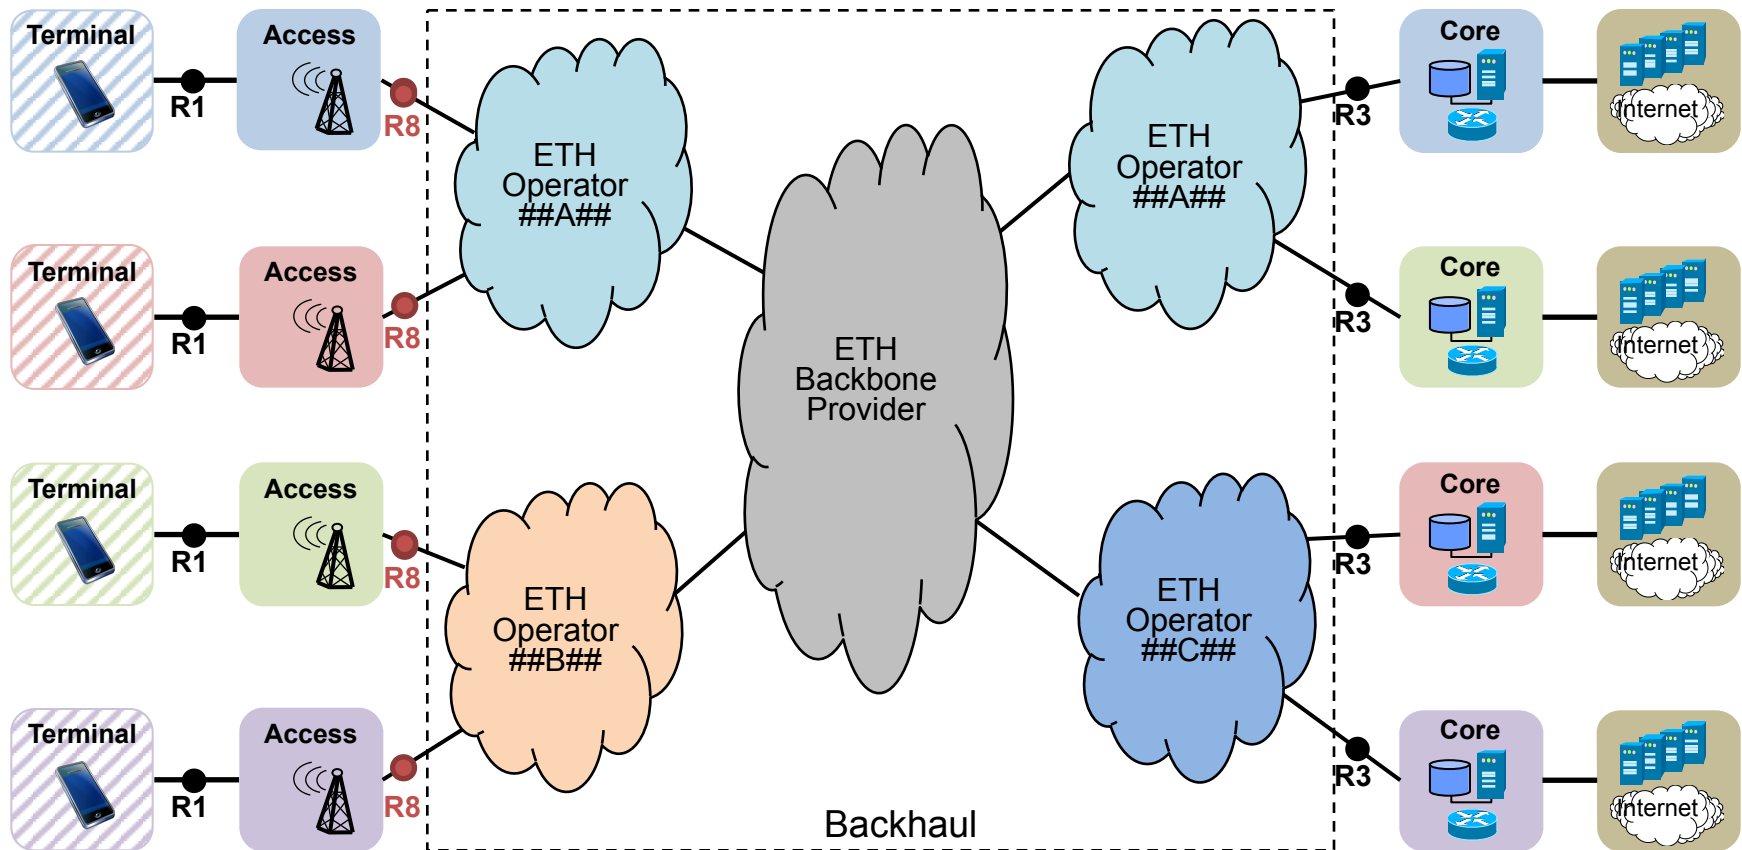 Terminal
R1
Access
R8
ETH
Operator
##A##
ETH
Operator
##A##
R3
Core
Internet
Terminal
R1
Access
R8
ETH
Backbone
Provider
R3
Core
Internet
Terminal
R1
Access
R8
ETH
Operator
##B##
ETH
Operator
##C##
R3
Core
Internet
Terminal
R1
Access
R8
R3
Core
Internet
Backhaul